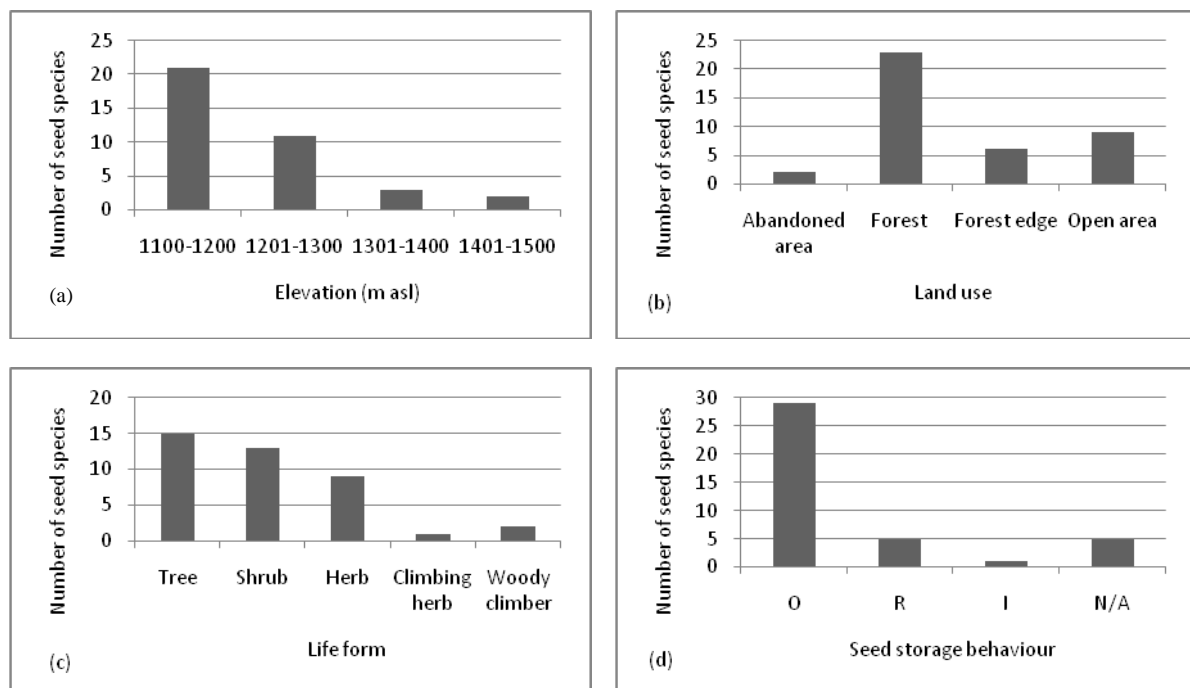 Number of seed species
25
20
15
10
5
0
1100-1200 1201-1300 1301-1400 1401-1500
Elevation (m asl)
(a)
Number of seed species
25
20
15
10
5
0
Abandoned Forest Forest edge Open area
area
Land use
(b)
Number of seed species
20
15
10
5
0
Tree Shrub Herb Climbing Woody
herb climber
Life form
(c)
Number of seed species
30
25
20
15
10
5
0
O R I N/A
Seed storage behaviour
(d)